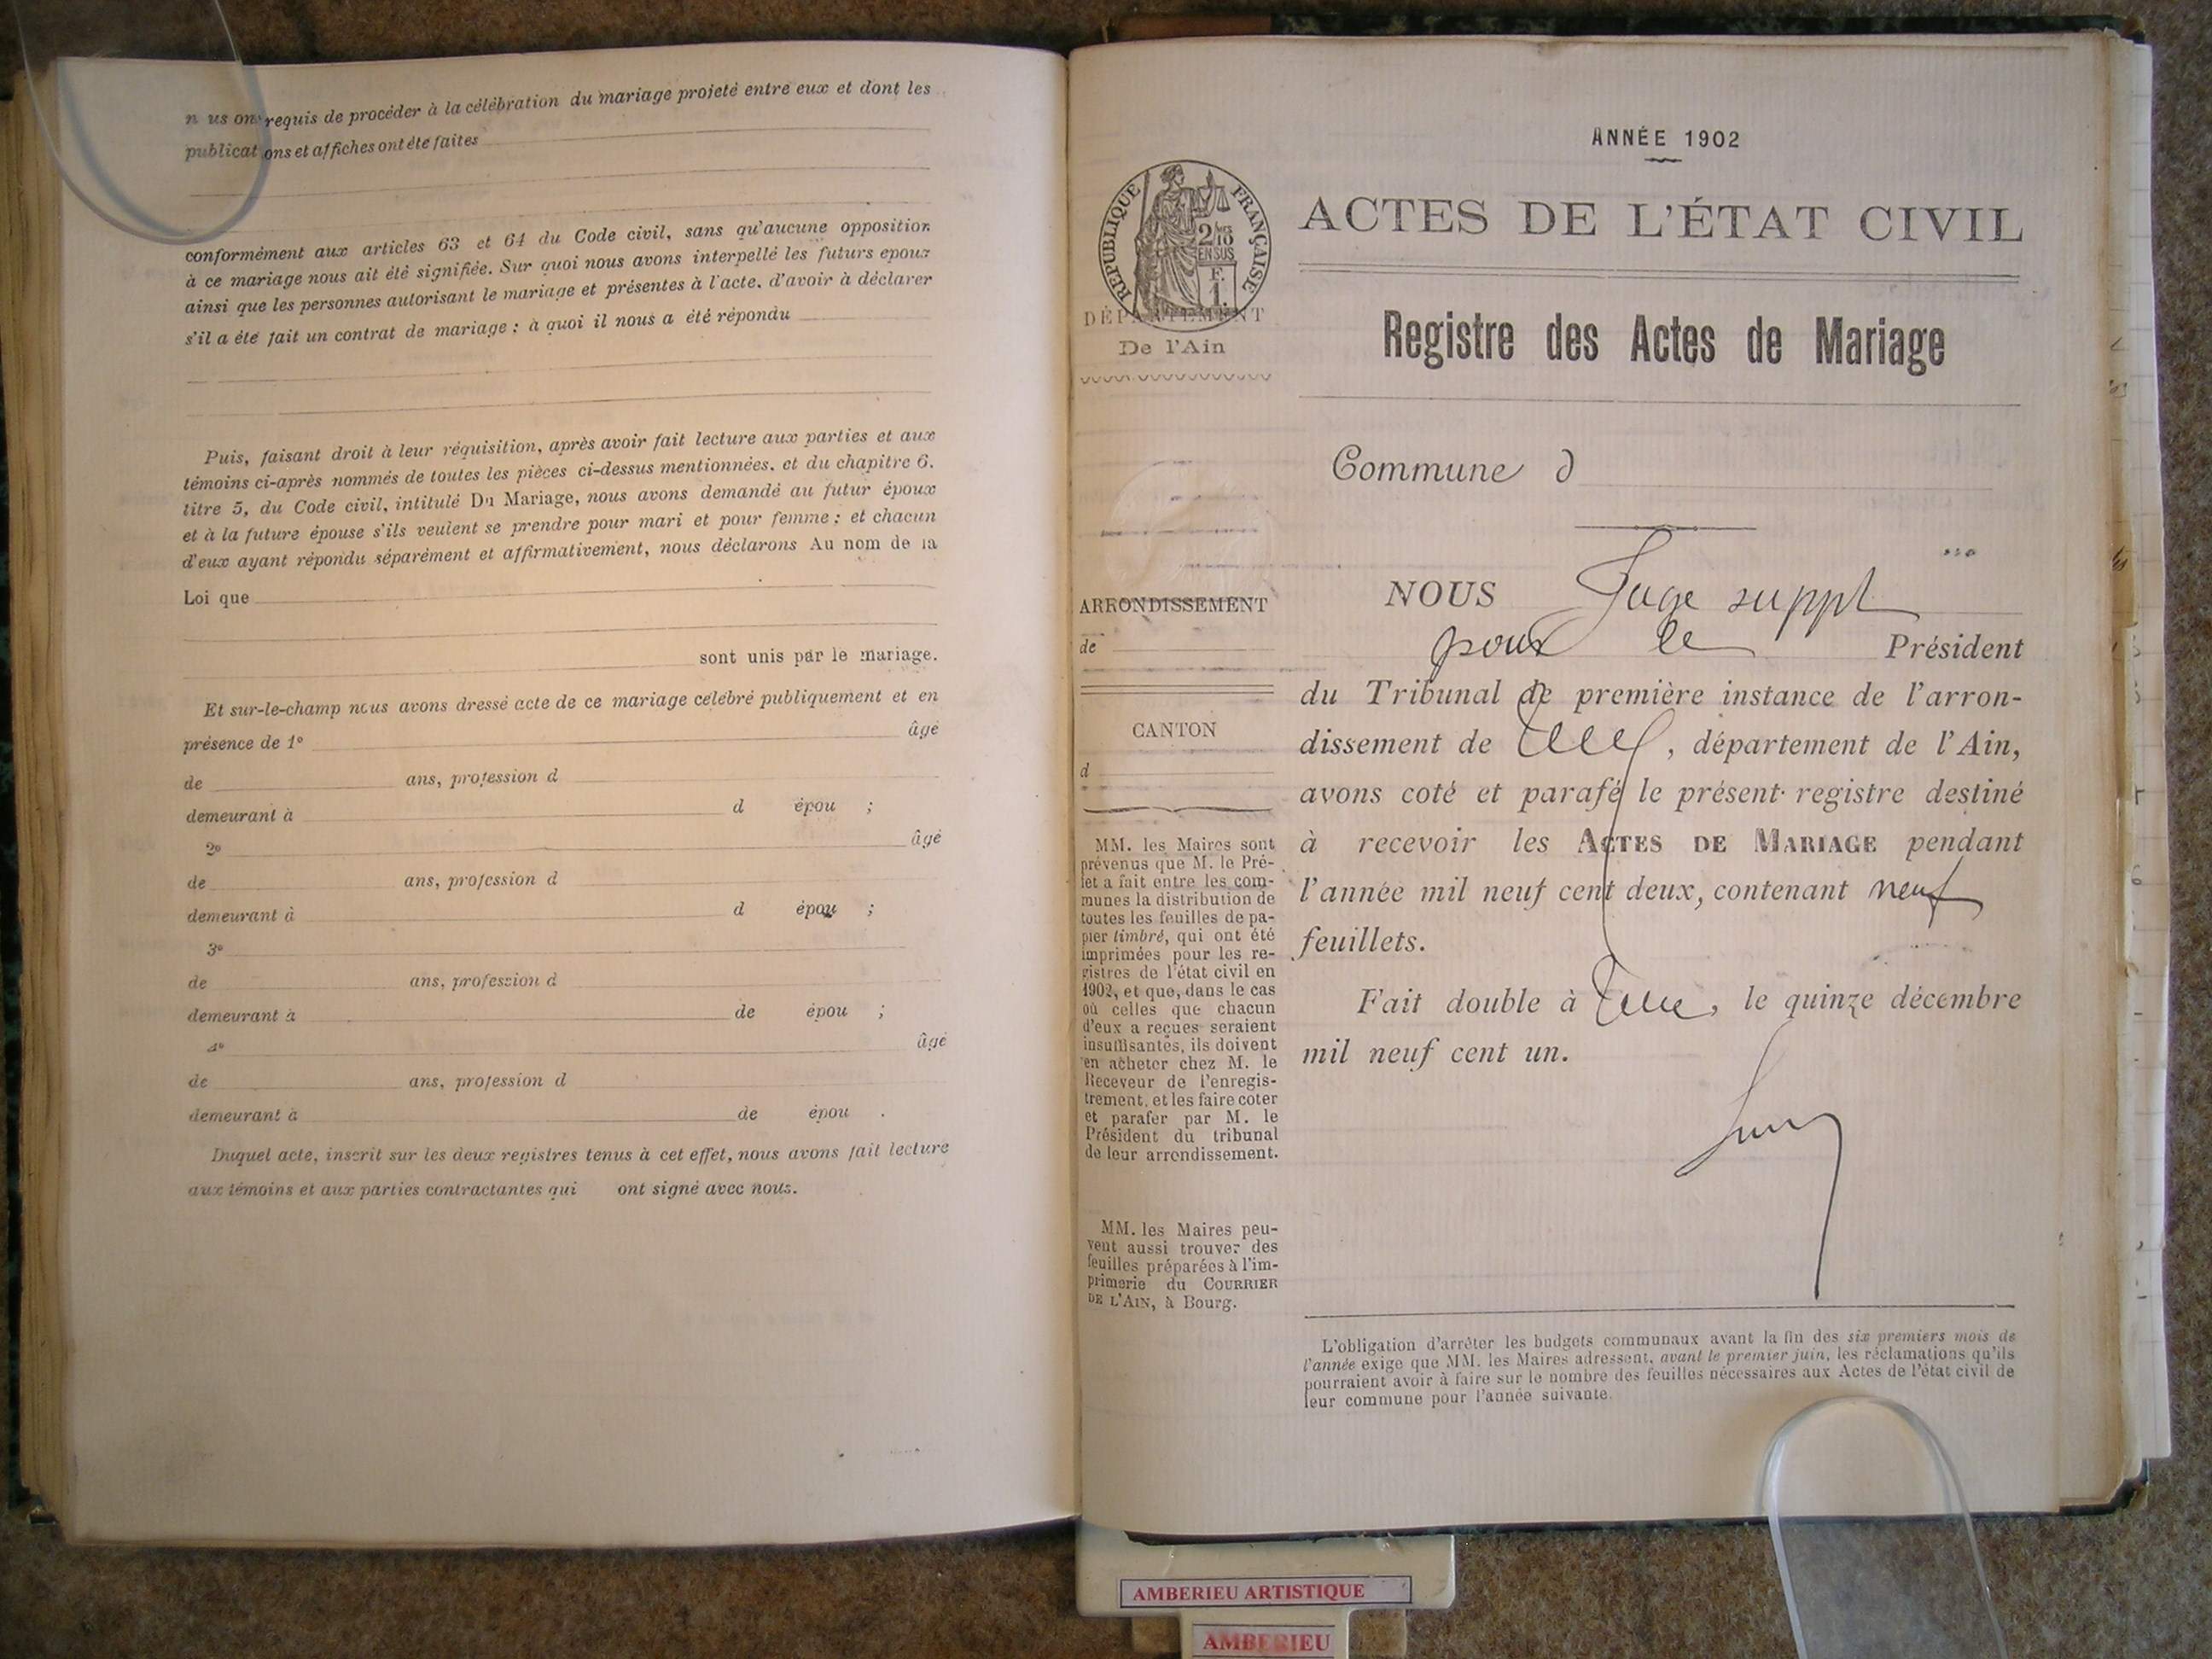 n us ont requis de procéder à la célébration du mariage projeté entre eux et dont les
publicat ons et affiches ont été faites
conformément aux articles 63 et 64 du Code civil, sans qu'aucune opposition
à ce mariage nous ait été signifiée. Sur quoi nous avons interpellé les futurs epoux
ainsi que les personnes autorisant le mariage et présentes à l'acte. d'avoir à déclarer
s'il a été fait un contrat de mariage : à quoi il nous a été répondu
Puis, faisant droit à leur réquisition, après avoir fait lecture aux parties et aux
témoins ci-après nommés de toutes les pièces ci-dessus mentionnées. et du chapitre 6.
titre 5, du Code civil, intitulé Du Mariage, nous avons demandé au futur époux
et à la future épouse s'ils veulent se prendre pour mari et pour femme ; et chacun
d'eux ayant répondu séparément et affirmativement, nous déclarons Au nom de la
Loi que
sont unis par le mariage.
Et sur-le-champ nous avons dressé acte de ce mariage célébré publiquement et en
présence de 1° âgé
de ans, profession d
demeurant à d épou ;
2° âgé
de ans, profession d
demeurant à d épou ;
3°
de ans, profession d
demeurant à de épou ;
4° âgé
de ans, profession d
demeurant à de épou .
Duquel acte, inscrit sur les deux registres tenus à cet effet, nous avons fait lecture
aux témoins et aux parties contractantes qui ont signé avec nous.
RÉPUBLIQUE FRANÇAISE
2/10 EN SUS
F. 1.
DÉPARTEMENT
De l'Ain
ARRONDISSEMENT
de
CANTON
d
MM. les Maires sont
prévenus que M. le Pré-
fet a fait entre les com-
munes la distribution de
toutes les feuilles de pa-
pier timbré, qui ont été
imprimées pour les re-
gistres de l'état civil en
1902, et que, dans le cas
où celles que chacun
d'eux a reçues seraient
insuffisantes, ils doivent
en acheter chez M. le
Receveur de l'enregis-
trement, et les faire coter
et parafer par M. le
Président du tribunal
de leur arrondissement.
MM. les Maires peu-
vent aussi trouver des
feuilles préparées à l'im-
primerie du COURRIER
DE L'AIN, à Bourg.
ANNÉE 1902
ACTES DE L'ÉTAT CIVIL
Registre des Actes de Mariage
Commune d
NOUS Juge suppt
pour le Président
du Tribunal de première instance de l'arron-
dissement de , département de l'Ain,
avons coté et parafé le présent registre destiné
à recevoir les ACTES DE MARIAGE pendant
l'année mil neuf cent deux, contenant neuf
feuillets.
Fait double à , le quinze décembre
mil neuf cent un.
L'obligation d'arrêter les budgets communaux avant la fin des six premiers mois de
l'année exige que MM. les Maires adressent, avant le premier juin, les réclamations qu'ils
pourraient avoir à faire sur le nombre des feuilles nécessaires aux Actes de l'état civil de
leur commune pour l'année suivante.
AMBERIEU ARTISTIQUE
AMBERIEU